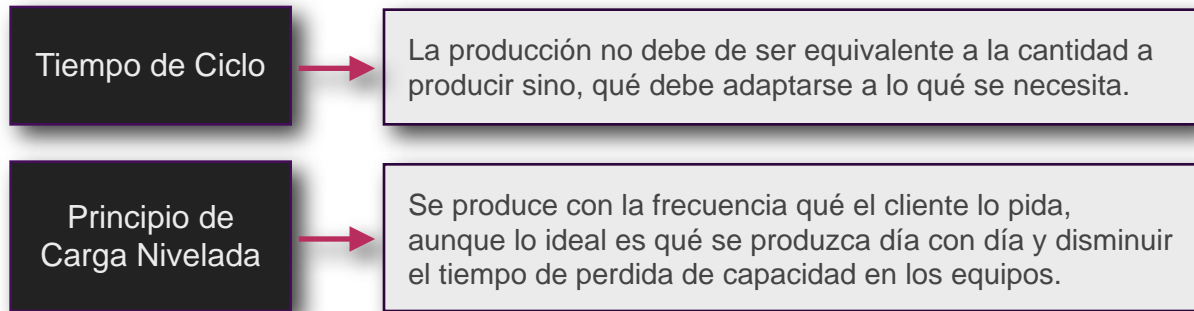 Tiempo de Ciclo
La producción no debe de ser equivalente a la cantidad a
producir sino, qué debe adaptarse a lo qué se necesita.
Principio de
Carga Nivelada
Se produce con la frecuencia qué el cliente lo pida,
aunque lo ideal es qué se produzca día con día y disminuir
el tiempo de perdida de capacidad en los equipos.